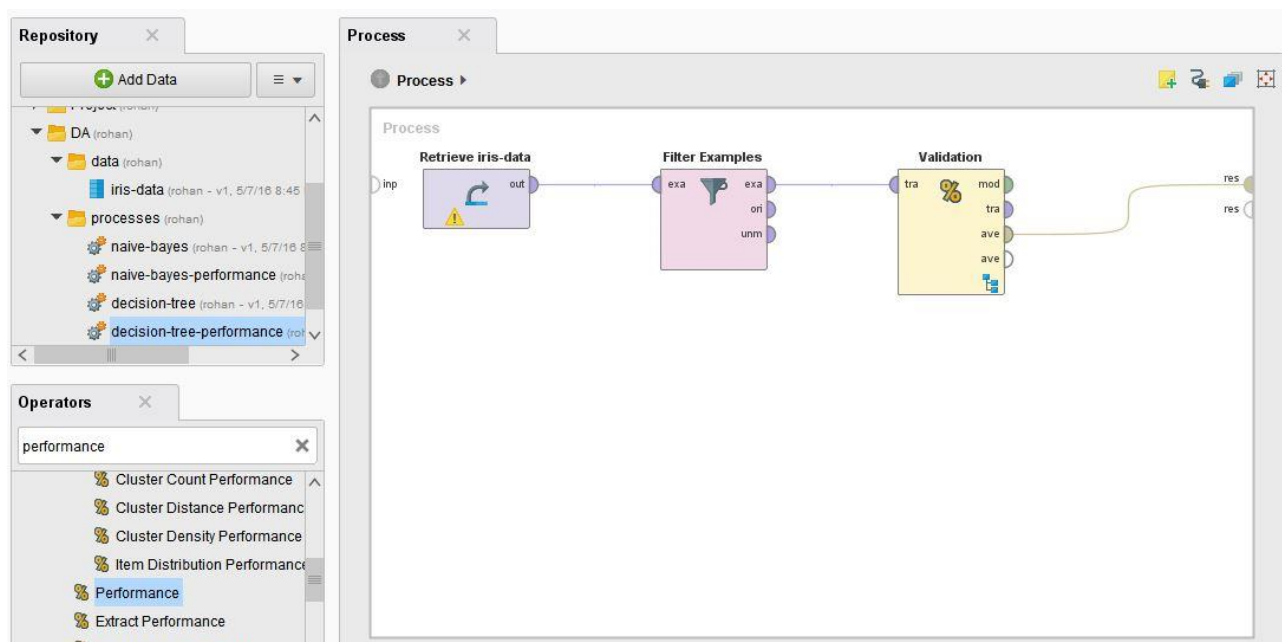 Repository
Add Data
DA (rohan)
data (rohan)
iris-data (rohan - v1, 5/7/16 8:45
processes (rohan)
naive-bayes (rohan - v1, 5/7/16 8
naive-bayes-performance (roha
decision-tree (rohan - v1, 5/7/16
decision-tree-performance (roh
Operators
performance
Cluster Count Performance
Cluster Distance Performanc
Cluster Density Performance
Item Distribution Performance
Performance
Extract Performance
Process
Process
Process
inp
Retrieve iris-data
out
Filter Examples
exa exa
ori
unm
Validation
tra % mod
tra
ave
ave
res
res